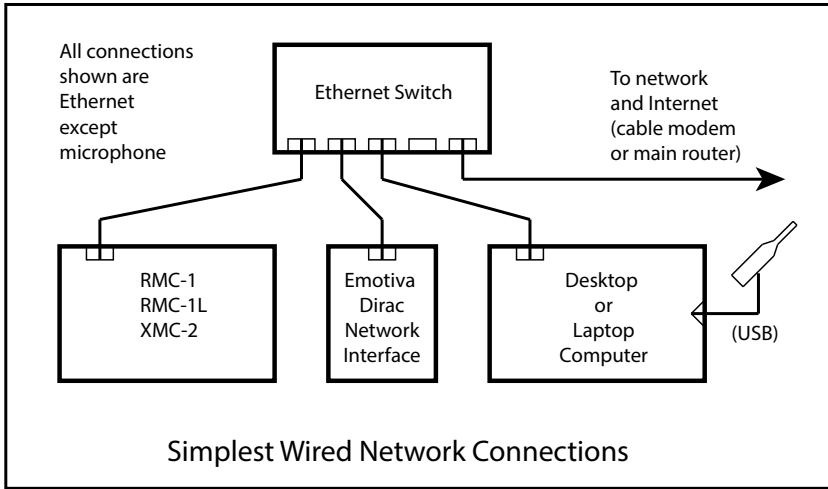 All connections
shown are
Ethernet
except
microphone
Ethernet Switch
To network
and Internet
(cable modem
or main router)
RMC-1
RMC-1L
XMC-2
Emotiva
Dirac
Network
Interface
Desktop
or
Laptop
Computer
(USB)
Simplest Wired Network Connections